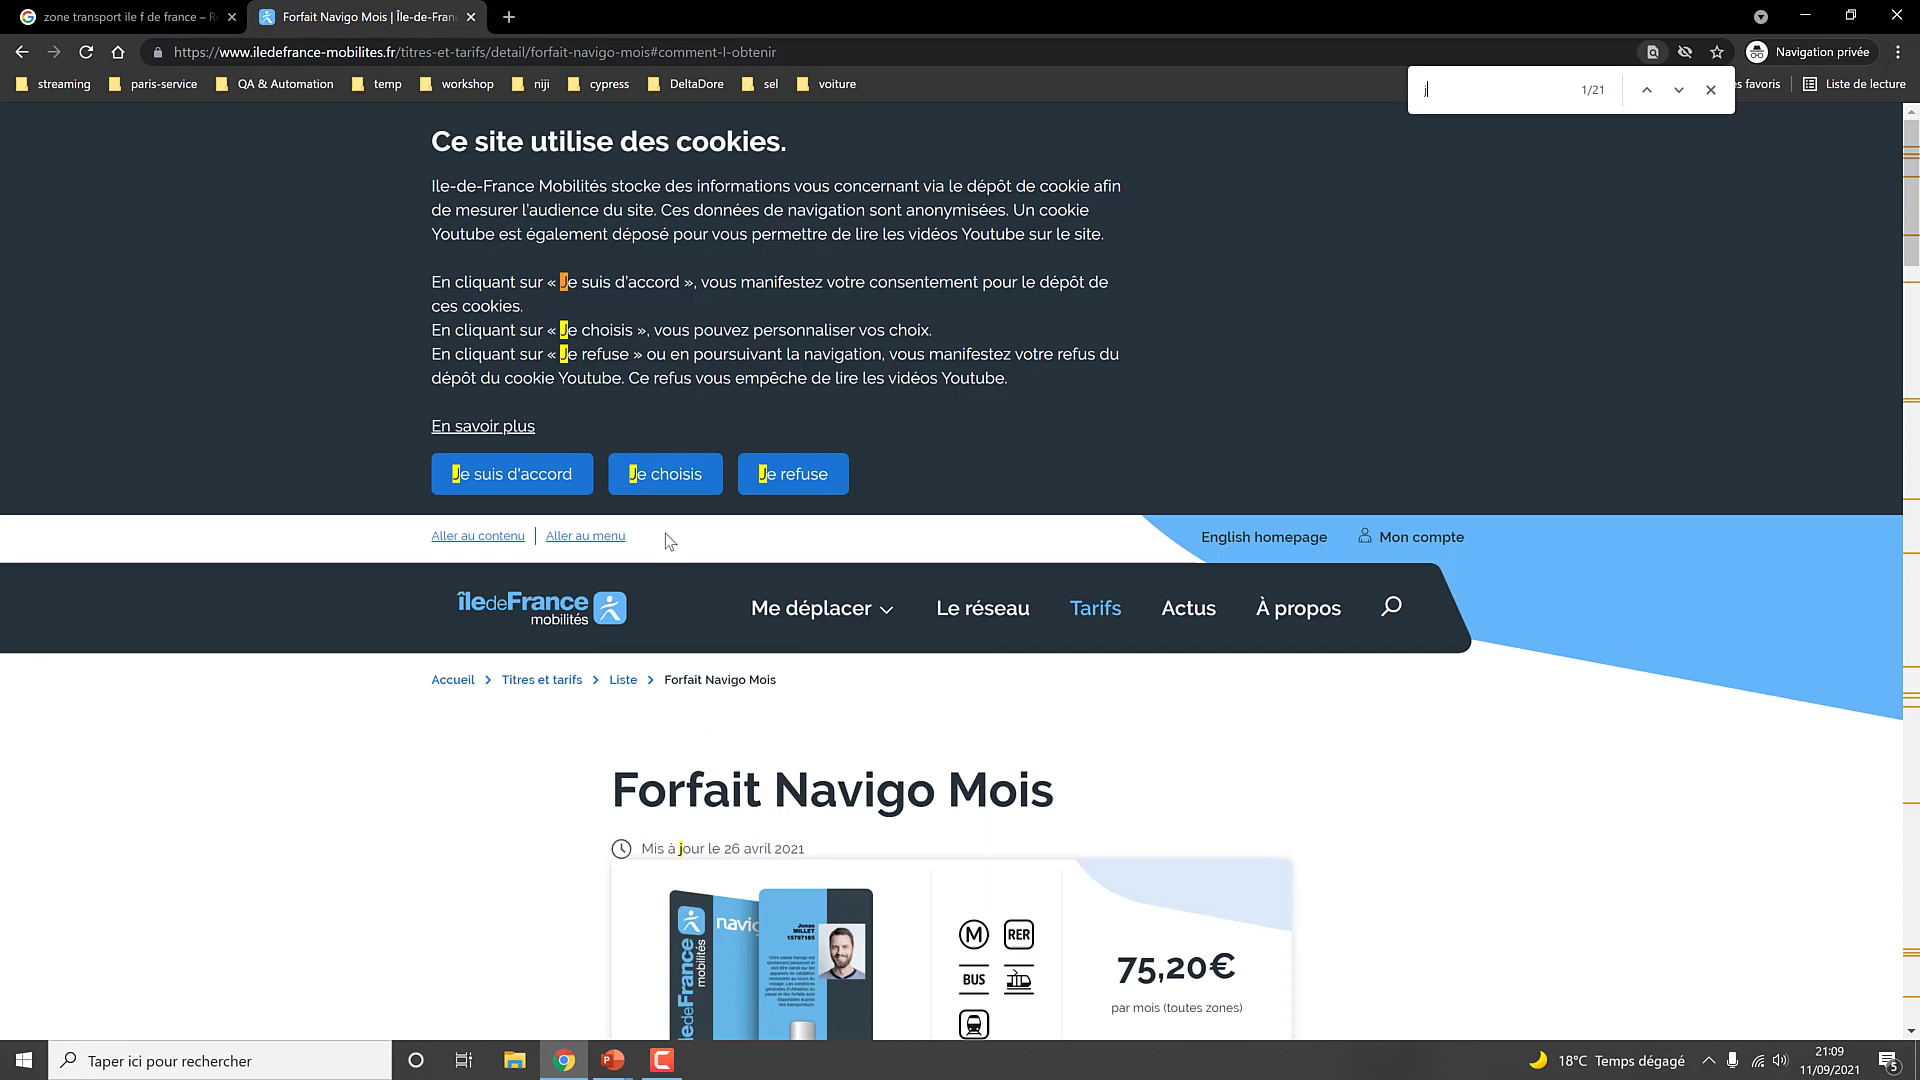 zone transport ile f de france – R
Forfait Navigo Mois | Île-de-Fran
https://www.iledefrance-mobilites.fr/titres-et-tarifs/detail/forfait-navigo-mois#comment-l-obtenir
Navigation privée
streaming
paris-service
QA & Automation
temp
workshop
niji
cypress
DeltaDore
sel
voiture
j
1/21
es favoris
Liste de lecture
Ce site utilise des cookies.
Ile-de-France Mobilités stocke des informations vous concernant via le dépôt de cookie afin
de mesurer l'audience du site. Ces données de navigation sont anonymisées. Un cookie
Youtube est également déposé pour vous permettre de lire les vidéos Youtube sur le site.
En cliquant sur « Je suis d'accord », vous manifestez votre consentement pour le dépôt de
ces cookies.
En cliquant sur « Je choisis », vous pouvez personnaliser vos choix.
En cliquant sur « Je refuse » ou en poursuivant la navigation, vous manifestez votre refus du
dépôt du cookie Youtube. Ce refus vous empêche de lire les vidéos Youtube.
En savoir plus
Je suis d'accord
Je choisis
Je refuse
Aller au contenu
Aller au menu
English homepage
Mon compte
îledeFrance
mobilités
Me déplacer
Le réseau
Tarifs
Actus
À propos
Accueil > Titres et tarifs > Liste > Forfait Navigo Mois
Forfait Navigo Mois
Mis à jour le 26 avril 2021
îledeFrance
mobilités
navig
Jonas
MILLET
15797185
M
RER
BUS
75,20€
par mois (toutes zones)
Taper ici pour rechercher
18°C Temps dégagé
21:09
11/09/2021
5